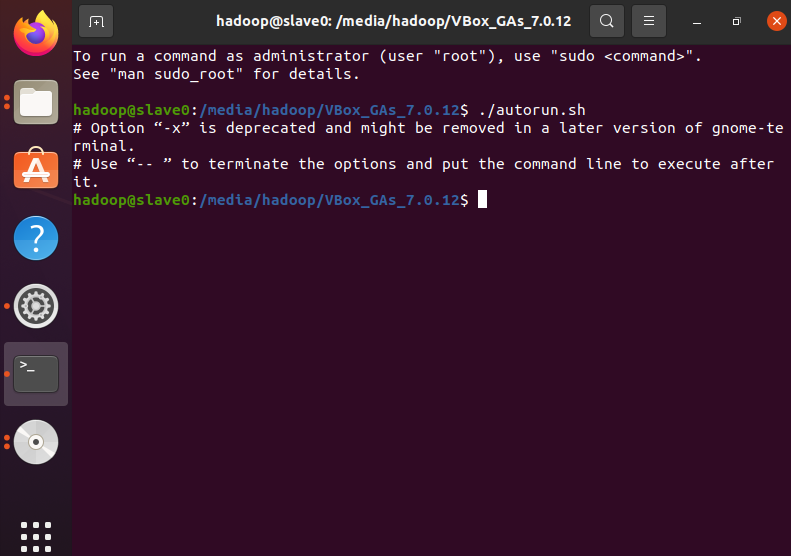 hadoop@slave0: /media/hadoop/VBox_GAs_7.0.12
To run a command as administrator (user "root"), use "sudo <command>".
See "man sudo_root" for details.
hadoop@slave0:/media/hadoop/VBox_GAs_7.0.12$ ./autorun.sh
# Option “-x” is deprecated and might be removed in a later version of gnome-te
rminal.
# Use “-- ” to terminate the options and put the command line to execute after
it.
hadoop@slave0:/media/hadoop/VBox_GAs_7.0.12$
>_